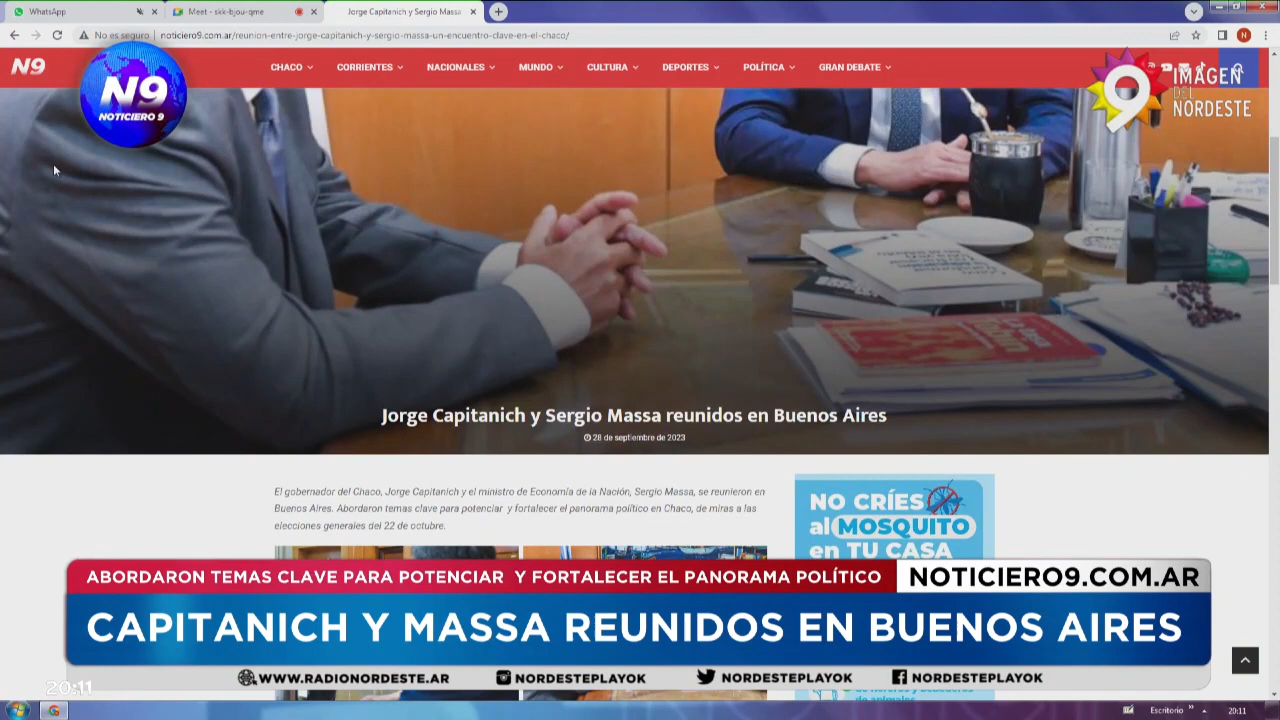 WhatsApp
Meet - skk-bjou-qme
Jorge Capitanich y Sergio Massa
No es seguro
noticiero9.com.ar/reunion-entre-jorge-capitanich-y-sergio-massa-un-encuentro-clave-en-el-chaco/
N
N9
CHACO
CORRIENTES
NACIONALES
MUNDO
CULTURA
DEPORTES
POLÍTICA
GRAN DEBATE
N9
NOTICIERO 9
9
IMAGEN
DEL
NORDESTE
Jorge Capitanich y Sergio Massa reunidos en Buenos Aires
28 de septiembre de 2023
El gobernador del Chaco, Jorge Capitanich y el ministro de Economía de la Nación, Sergio Massa, se reunieron en
Buenos Aires. Abordaron temas clave para potenciar y fortalecer el panorama político en Chaco, de miras a las
elecciones generales del 22 de octubre.
NO CRÍES
al MOSQUITO
en TU CASA
ABORDARON TEMAS CLAVE PARA POTENCIAR Y FORTALECER EL PANORAMA POLÍTICO
NOTICIERO9.COM.AR
CAPITANICH Y MASSA REUNIDOS EN BUENOS AIRES
WWW.RADIONORDESTE.AR
NORDESTEPLAYOK
NORDESTEPLAYOK
NORDESTEPLAYOK
de animales
20:11
Escritorio
20:11